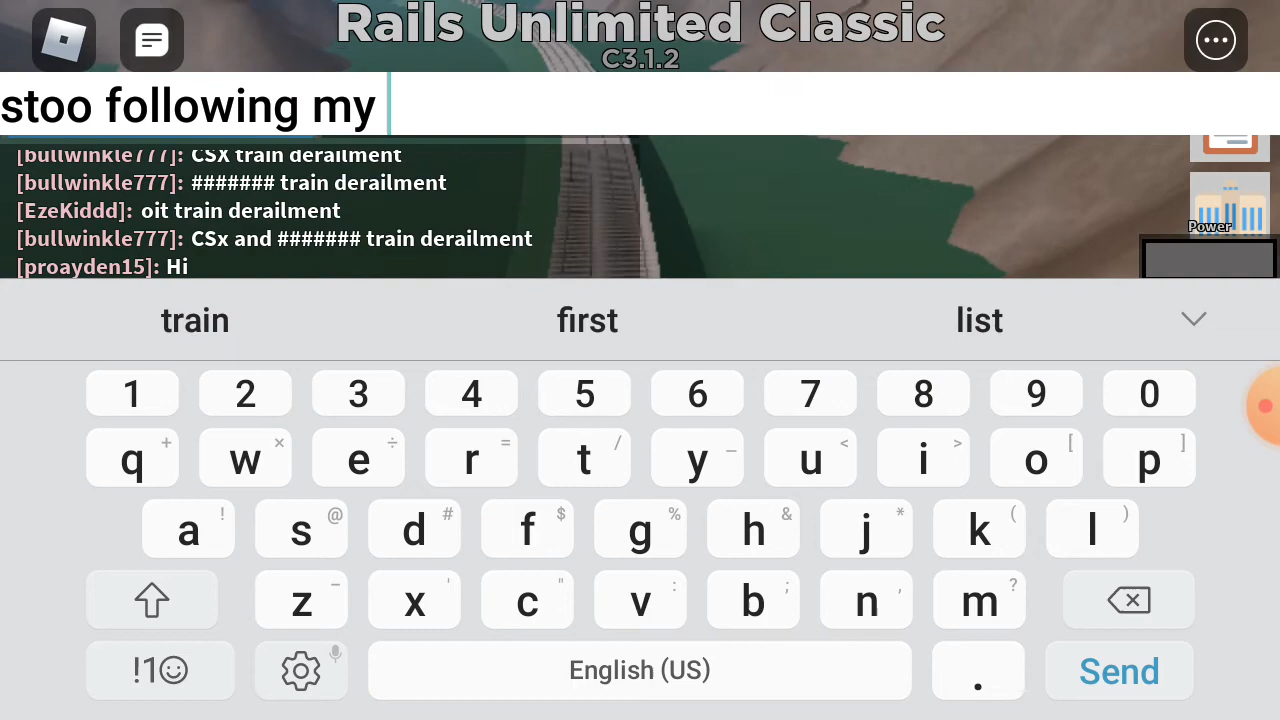 Rails Unlimited Classic
C3.1.2
stoo following my
[bullwinkle777]: CSX train derailment
[bullwinkle777]: ####### train derailment
[EzeKiddd]: oit train derailment
[bullwinkle777]: CSx and ####### train derailment
[proayden15]: Hi
Power
train first list
1 2 3 4 5 6 7 8 9 0
q + w × e ÷ r = t / y _ u < i > o [ p ]
a ! s @ d # f $ g % h & j * k ( l )
z - x ' c " v : b ; n , m ?
!1☺ English (US) . Send